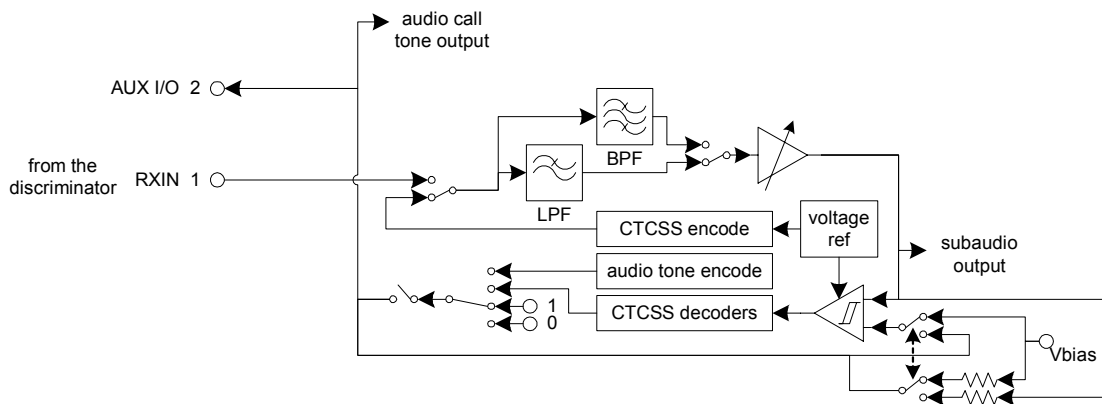 audio call
tone output
AUX I/O 2
from the
discriminator
RXIN 1
BPF
LPF
CTCSS encode
voltage
ref
subaudio
output
audio tone encode
CTCSS decoders
1
0
Vbias